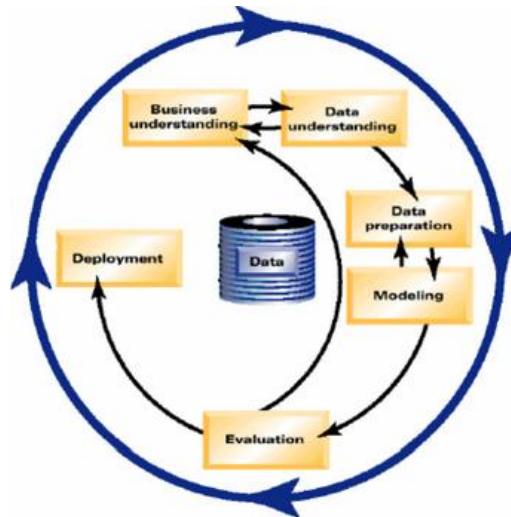 Business
understanding
Data
understanding
Data
preparation
Modeling
Evaluation
Deployment
Data